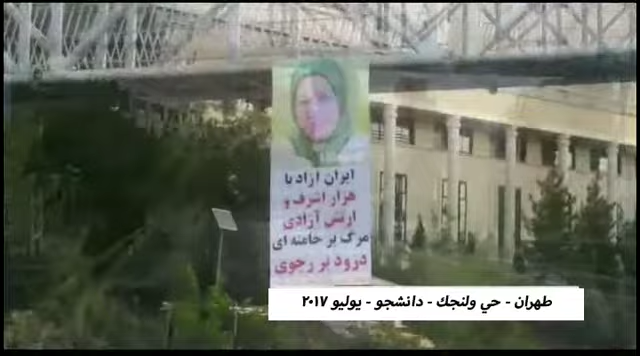 ایران آزاد با
هزار اشرف و
ارتش آزادی
مرگ بر خامنه ای
درود بر رجوی
طهران - حي ولنجك - دانشجو - يوليو ٢٠١٧